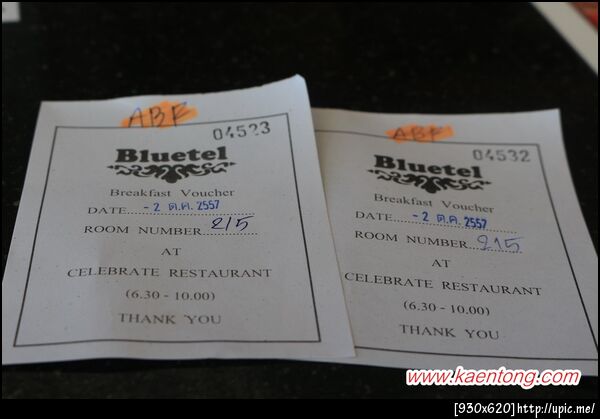 ABF
04523
Bluetel
Breakfast Voucher
DATE - 2 ต.ค. 2557
ROOM NUMBER 215
AT
CELEBRATE RESTAURANT
(6.30 - 10.00)
THANK YOU
ABF
04532
Bluetel
Breakfast Voucher
DATE - 2 ต.ค. 2557
ROOM NUMBER 215
AT
CELEBRATE RESTAURANT
(6.30 - 10.00)
THANK YOU
www.kaentong.com
[930x620] http://upic.me/